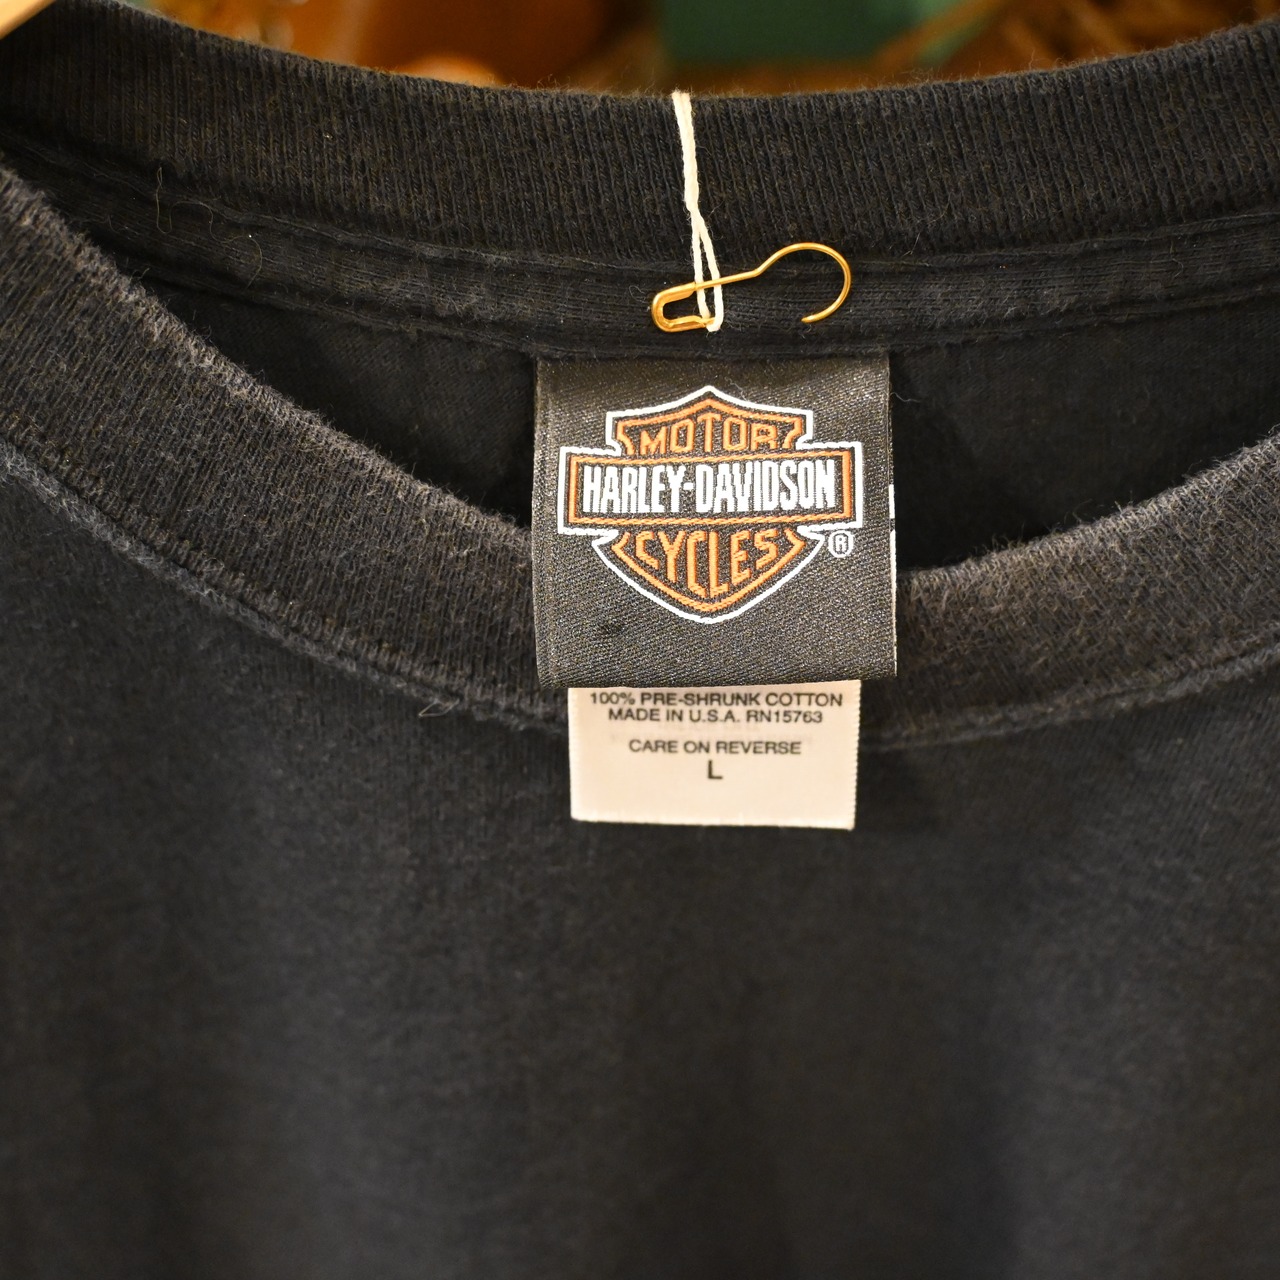 MOTOR
HARLEY-DAVIDSON
CYCLES
®
100% PRE-SHRUNK COTTON
MADE IN U.S.A. RN15763
CARE ON REVERSE
L